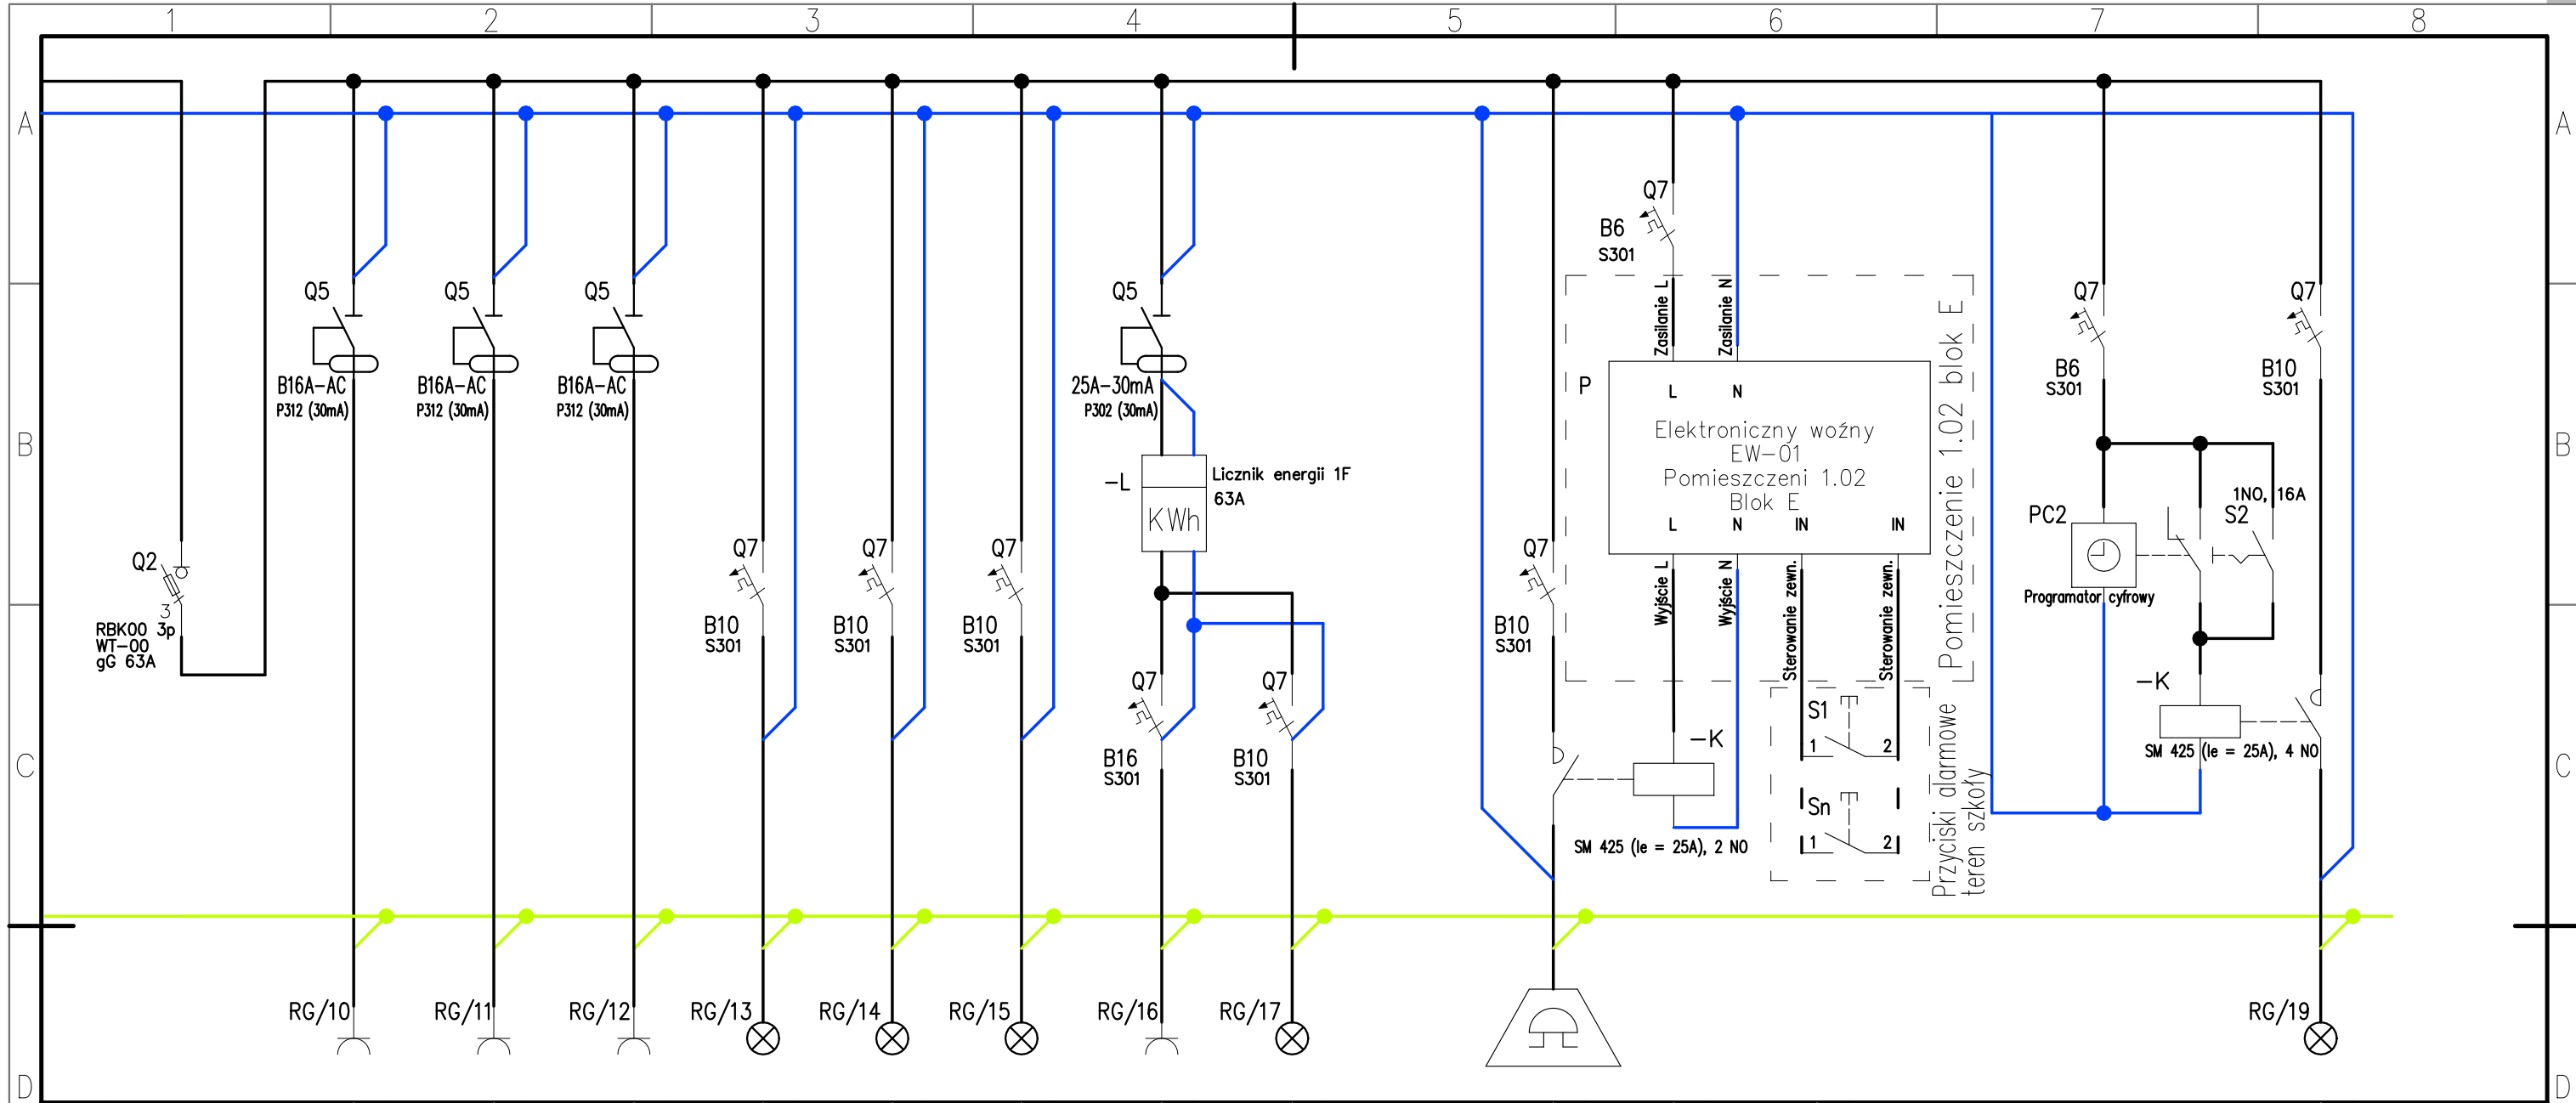 1 2 3 4 5 6 7 8
A A
Q7
B6
S301
Q5 Q5 Q5 Q5
B16A-AC B16A-AC B16A-AC 25A-30mA
P312 (30mA) P312 (30mA) P312 (30mA) P302 (30mA)
Zasilanie L
Zasilanie N
Pomieszczenie 1.02 blok E
P
L N
Elektroniczny woźny
EW-01
Pomieszczeni 1.02
Blok E
L N IN IN
Q7 Q7
B6 B10
S301 S301
B B
-L
Licznik energii 1F
63A
KWh
1NO, 16A
PC2 S2
Programator cyfrowy
Q2
3
RBK00 3p
WT-00
gG 63A
Q7 Q7 Q7 Q7
B10 B10 B10 B10
S301 S301 S301 S301
Wyjście L
Wyjście N
Sterowanie zewn.
Sterowanie zewn.
Q7 Q7
B16 B10
S301 S301
-K
SM 425 (Ie = 25A), 2 NO
S1
1 2
Sn
1 2
Przyciski alarmowe
teren szkoły
-K
SM 425 (Ie = 25A), 4 NO
C C
RG/10 RG/11 RG/12 RG/13 RG/14 RG/15 RG/16 RG/17 RG/19
D D